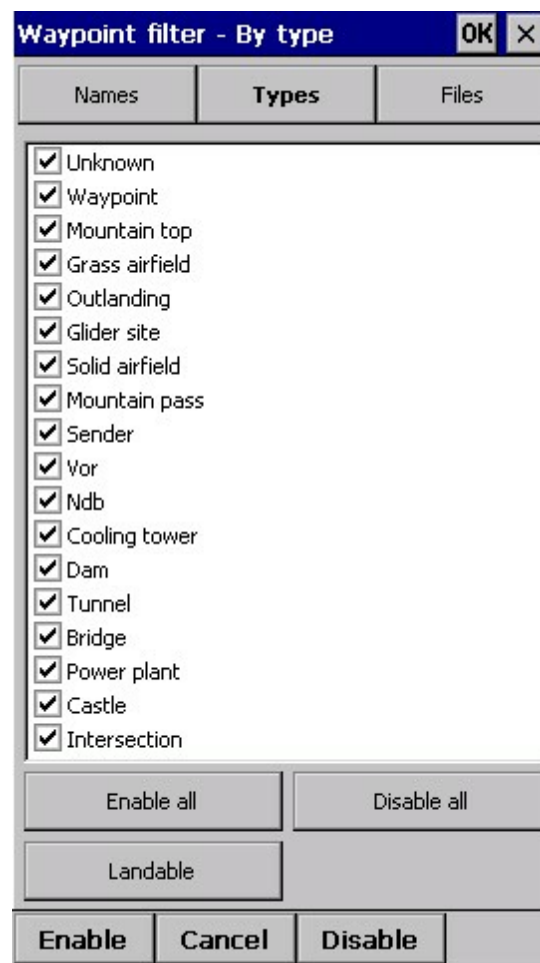 Waypoint filter - By type OK ×
Names Types Files
Unknown
Waypoint
Mountain top
Grass airfield
Outlanding
Glider site
Solid airfield
Mountain pass
Sender
Vor
Ndb
Cooling tower
Dam
Tunnel
Bridge
Power plant
Castle
Intersection
Enable all Disable all
Landable
Enable Cancel Disable